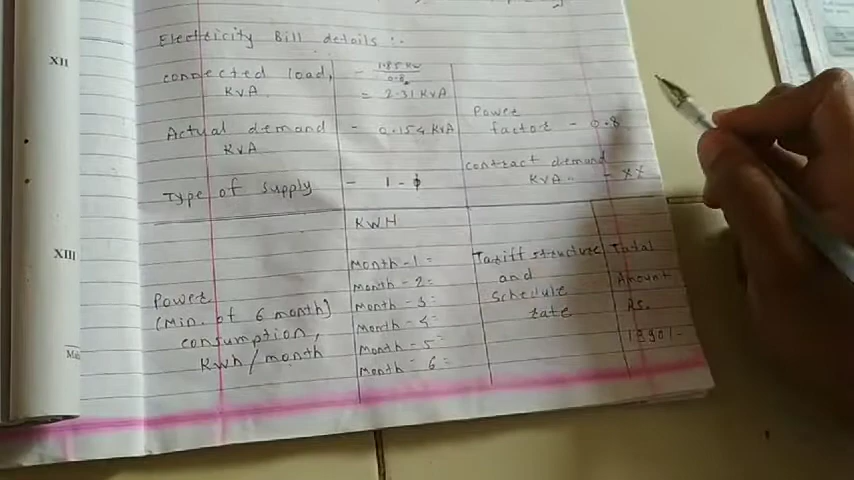 XII
XIII
Electricity Bill details :-
connected load, - 1.85 KW
KVA 0.8
= 2.31 KVA
Actual demand - 0.154 KVA
KVA
Power
factor - 0.8
Type of supply - 1-ϕ
contract demand
KVA - XX
Power
(Min. of 6 month)
consumption,
Kwh/month
KWH
Month-1=
Month-2=
Month-3=
Month-4=
Month-5=
Month-6=
Tariff structure
and
schedule
rate
Total
Amount
Rs.